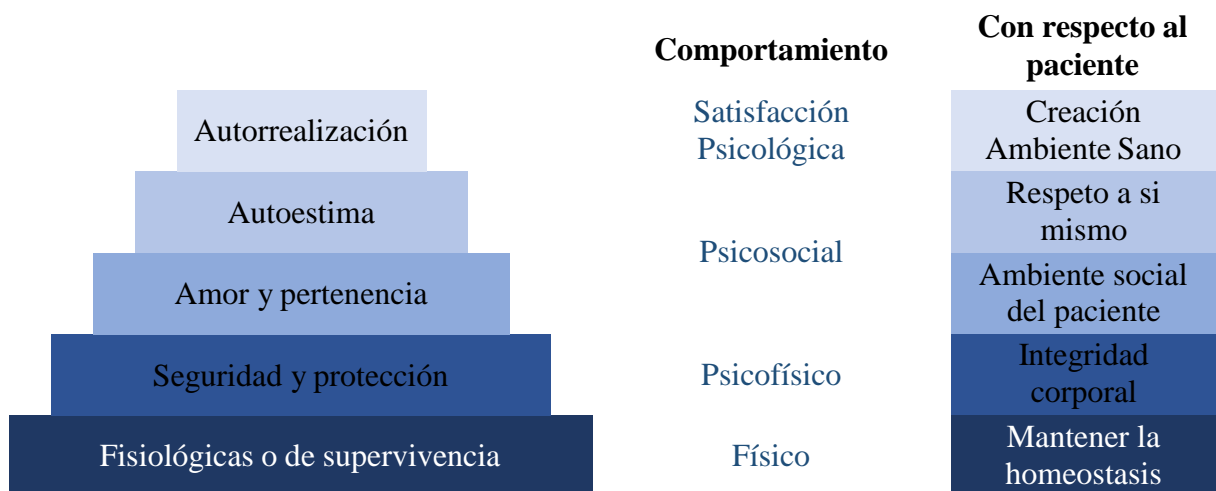 Comportamiento
Con respecto al
paciente
Autorrealización
Satisfacción
Psicológica
Creación
Ambiente Sano
Autoestima
Psicosocial
Respeto a si
mismo
Amor y pertenencia
Ambiente social
del paciente
Seguridad y protección
Psicofísico
Integridad
corporal
Fisiológicas o de supervivencia
Físico
Mantener la
homeostasis